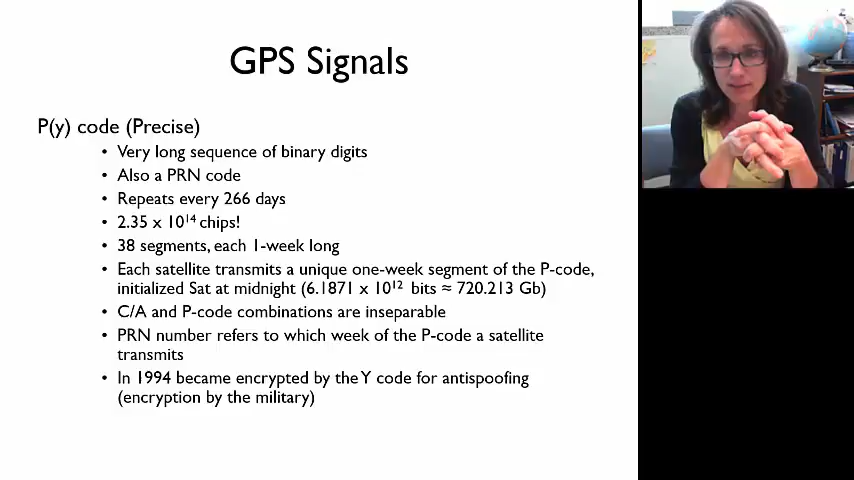 GPS Signals
P(y) code (Precise)
• Very long sequence of binary digits
• Also a PRN code
• Repeats every 266 days
• 2.35 x 10¹⁴ chips!
• 38 segments, each 1-week long
• Each satellite transmits a unique one-week segment of the P-code,
initialized Sat at midnight (6.1871 x 10¹² bits ≈ 720.213 Gb)
• C/A and P-code combinations are inseparable
• PRN number refers to which week of the P-code a satellite
transmits
• In 1994 became encrypted by the Y code for antispoofing
(encryption by the military)